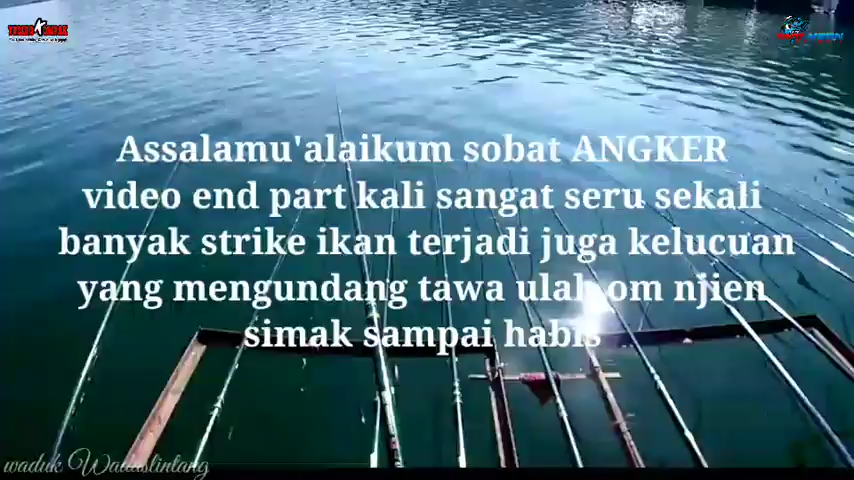 Assalamu'alaikum sobat ANGKER
video end part kali sangat seru sekali
banyak strike ikan terjadi juga kelucuan
yang mengundang tawa ulah om njien
simak sampai habis
waduk Wadaslintang